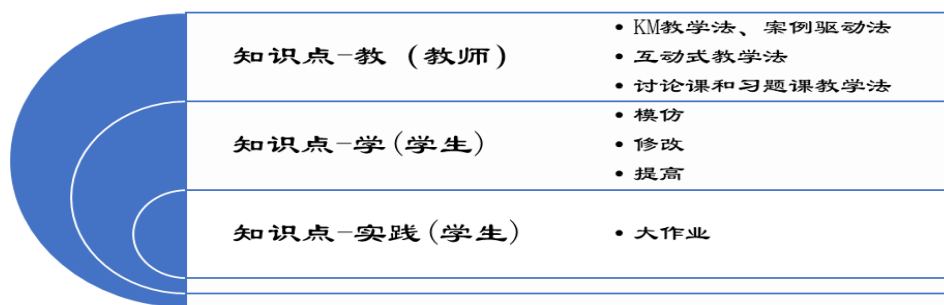 知识点-教（教师）
• KM教学法、案例驱动法
• 互动式教学法
• 讨论课和习题课教学法
知识点-学(学生)
• 模仿
• 修改
• 提高
知识点-实践(学生)
• 大作业